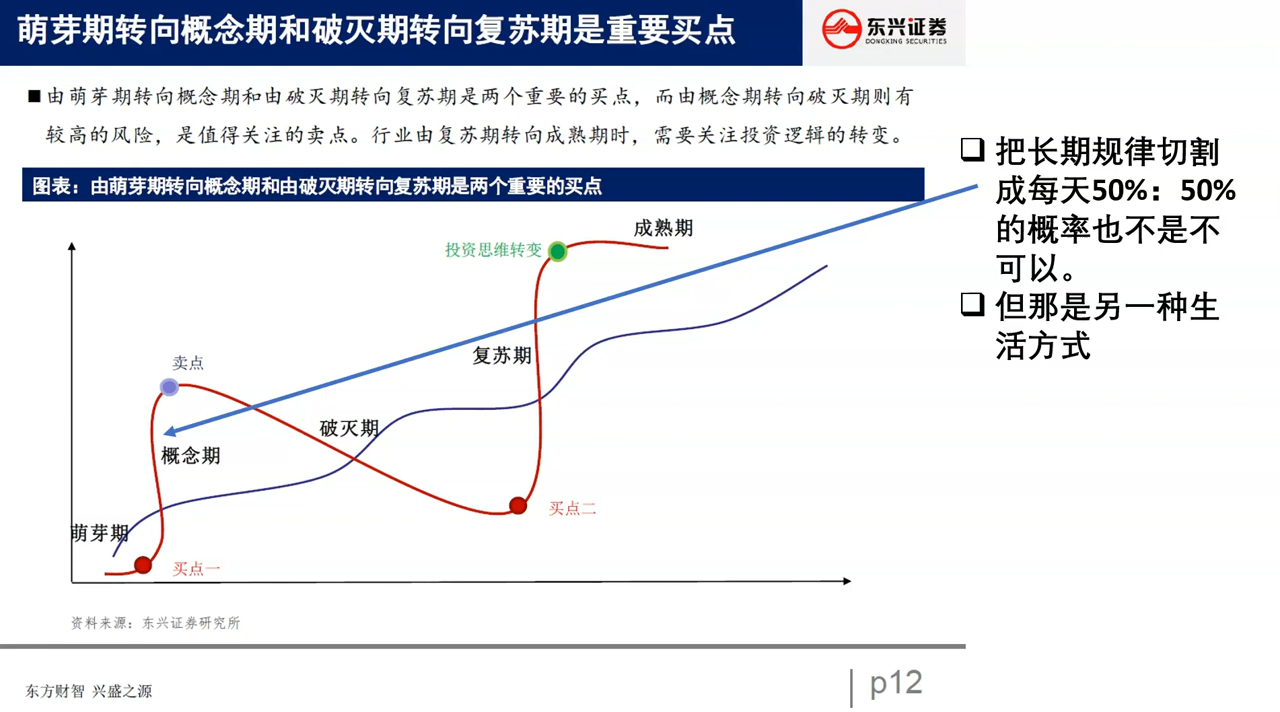 萌芽期转向概念期和破灭期转向复苏期是重要买点
东兴证券
DONGXING SECURITIES
■由萌芽期转向概念期和由破灭期转向复苏期是两个重要的买点，而由概念期转向破灭期则有
较高的风险，是值得关注的卖点。行业由复苏期转向成熟期时，需要关注投资逻辑的转变。
图表：由萌芽期转向概念期和由破灭期转向复苏期是两个重要的买点
成熟期
投资思维转变
复苏期
卖点
破灭期
概念期
买点二
萌芽期
买点一
资料来源：东兴证券研究所
东方财智 兴盛之源
p12
❑ 把长期规律切割
成每天50%：50%
的概率也不是不
可以。
❑ 但那是另一种生
活方式